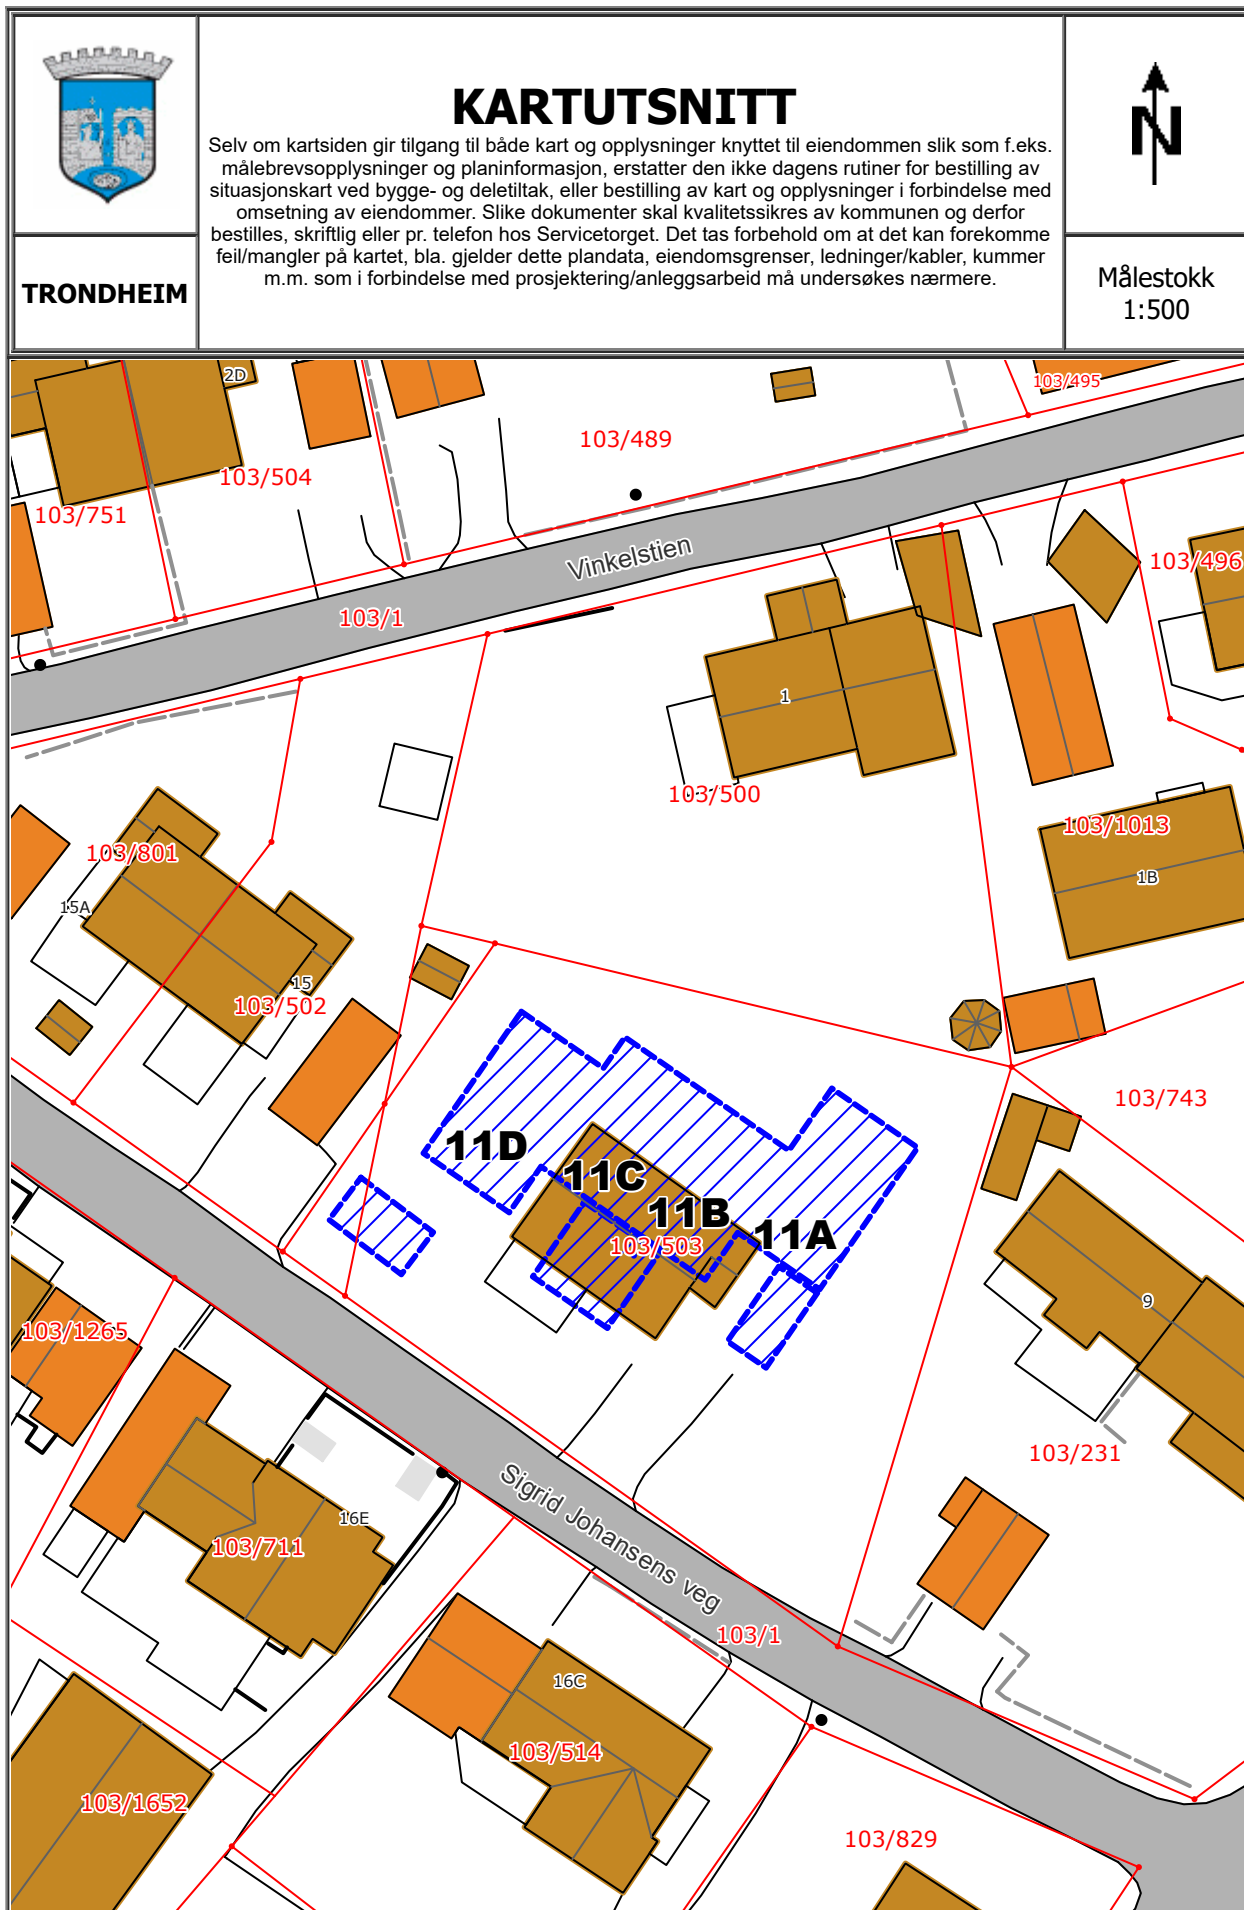 KARTUTSNITT
Selv om kartsiden gir tilgang til både kart og opplysninger knyttet til eiendommen slik som f.eks.
målebrevsopplysninger og planinformasjon, erstatter den ikke dagens rutiner for bestilling av
situasjonskart ved bygge- og deletiltak, eller bestilling av kart og opplysninger i forbindelse med
omsetning av eiendommer. Slike dokumenter skal kvalitetssikres av kommunen og derfor
bestilles, skriftlig eller pr. telefon hos Servicetorget. Det tas forbehold om at det kan forekomme
feil/mangler på kartet, bla. gjelder dette plandata, eiendomsgrenser, ledninger/kabler, kummer
m.m. som i forbindelse med prosjektering/anleggsarbeid må undersøkes nærmere.
N
TRONDHEIM
Målestokk
1:500
2D
103/495
103/489
103/504
103/751
Vinkelstien
103/496
103/1
1
103/500
103/1013
103/801
1B
15A
15
103/502
103/743
11D
11C
11B
11A
103/503
9
103/1265
103/231
Sigrid Johansens veg
16E
103/711
103/1
16C
103/514
103/1652
103/829